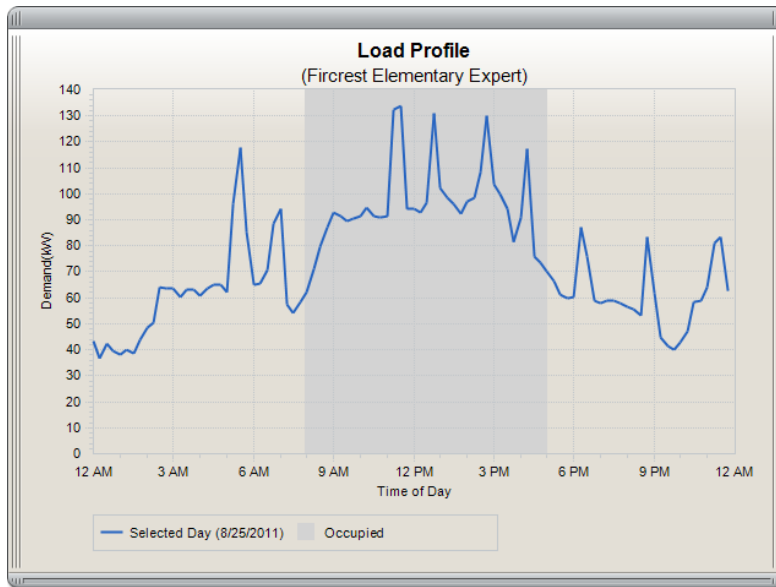 Load Profile
(Fircrest Elementary Expert)
140
130
120
110
100
90
80
70
60
50
40
30
20
10
0
Demand(kW)
12 AM 3 AM 6 AM 9 AM 12 PM 3 PM 6 PM 9 PM 12 AM
Time of Day
Selected Day (8/25/2011) Occupied